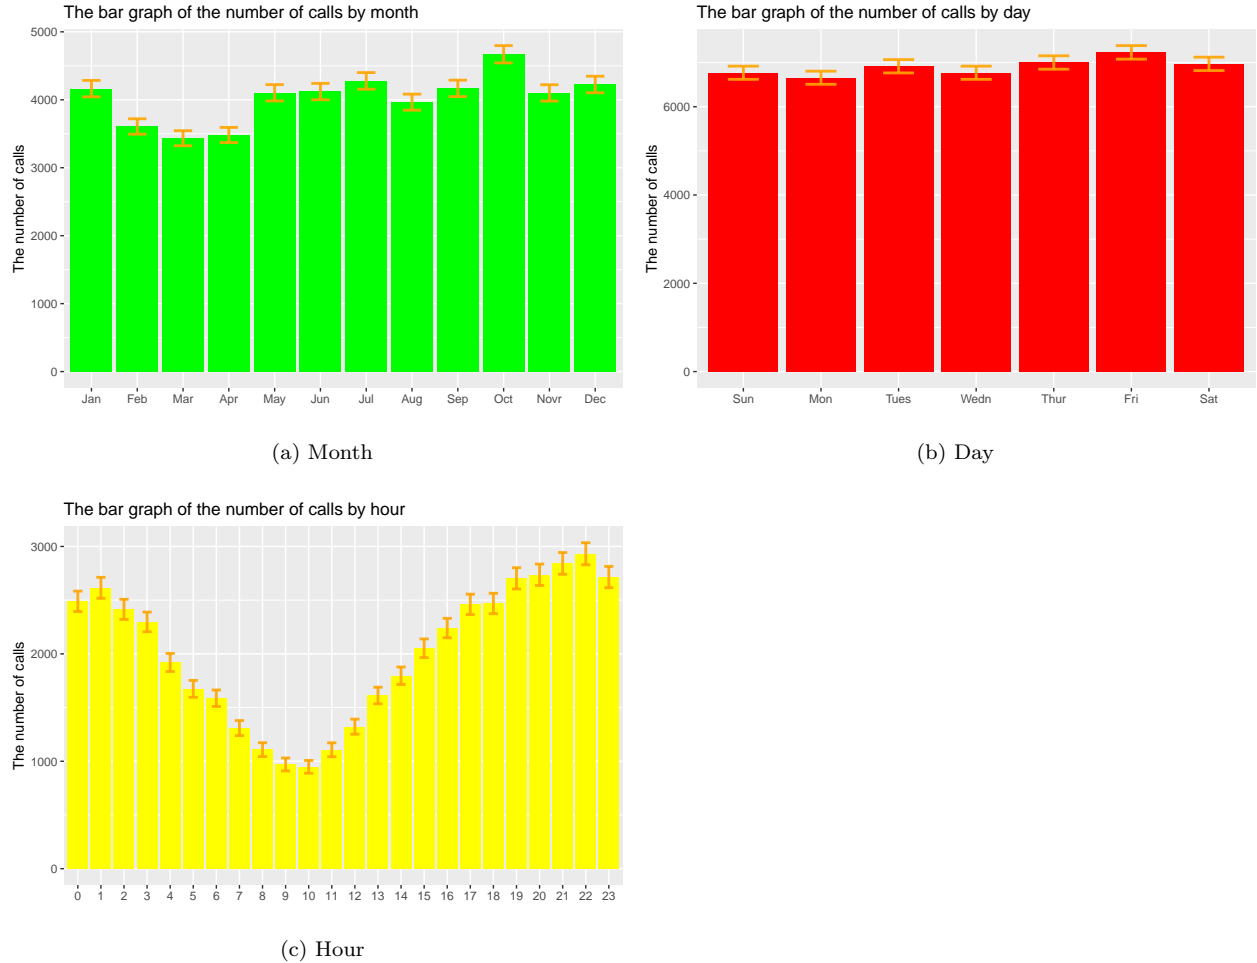 The bar graph of the number of calls by month
The number of calls
5000
4000
3000
2000
1000
0
Jan Feb Mar Apr May Jun Jul Aug Sep Oct Novr Dec
(a) Month
The bar graph of the number of calls by day
The number of calls
6000
4000
2000
0
Sun Mon Tues Wedn Thur Fri Sat
(b) Day
The bar graph of the number of calls by hour
The number of calls
3000
2000
1000
0
0 1 2 3 4 5 6 7 8 9 10 11 12 13 14 15 16 17 18 19 20 21 22 23
(c) Hour